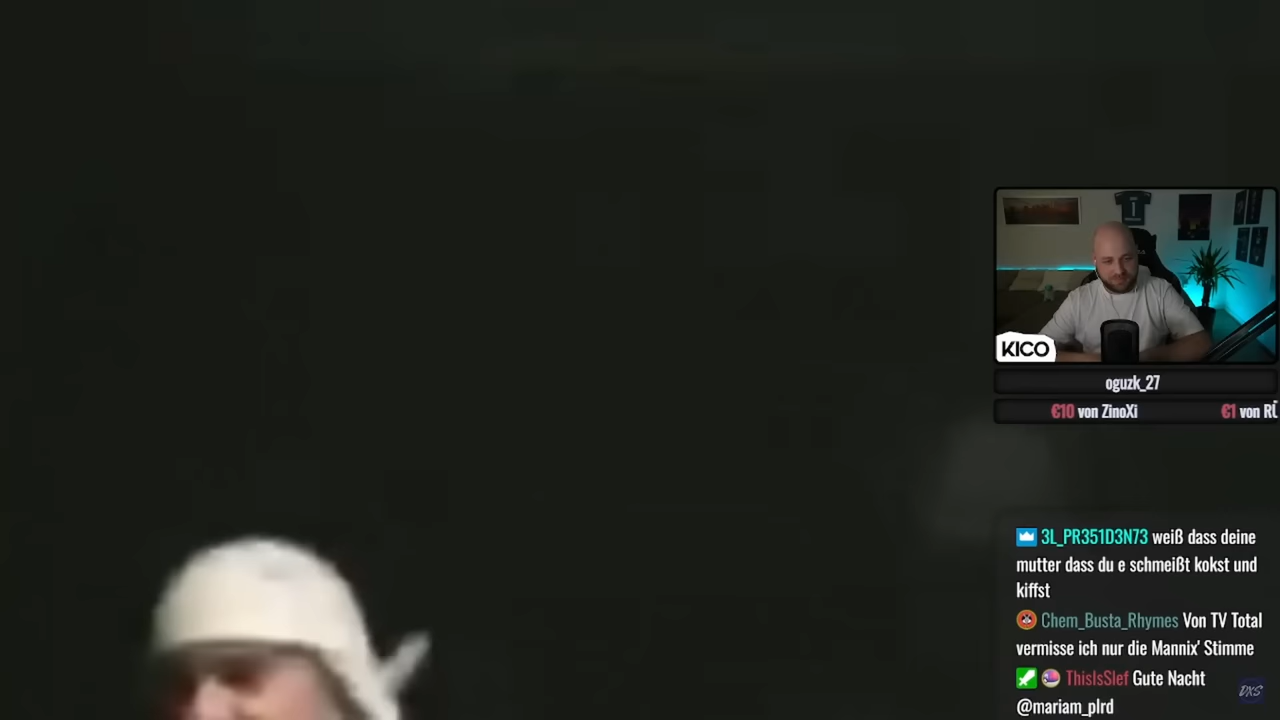 KICO
oguzk_27
€10 von ZinoXi
€1 von
3L_PR351D3N73 weiß dass deine
mutter dass du e schmeißt kokst und
kiffst
Chem_Busta_Rhymes Von TV Total
vermisse ich nur die Mannix' Stimme
ThisIsSlef Gute Nacht
@mariam_plrd
DXS